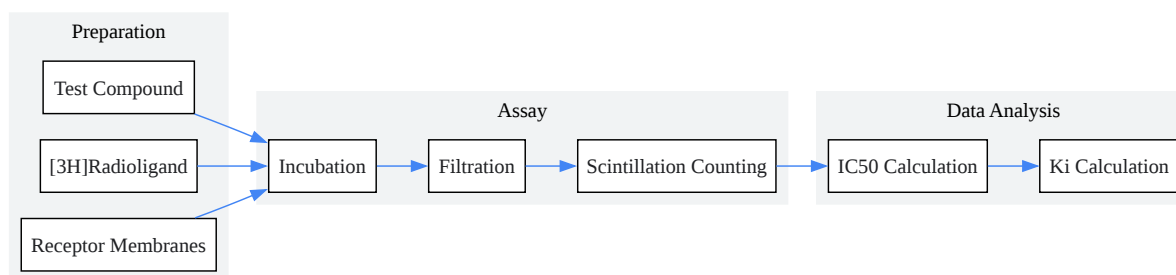 Preparation
Test Compound
[3H]Radioligand
Receptor Membranes
Assay
Incubation
Filtration
Scintillation Counting
Data Analysis
IC50 Calculation
Ki Calculation